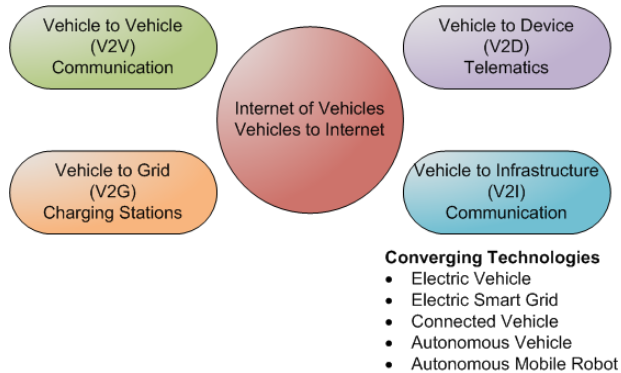 Vehicle to Vehicle
(V2V)
Communication
Vehicle to Device
(V2D)
Telematics
Internet of Vehicles
Vehicles to Internet
Vehicle to Grid
(V2G)
Charging Stations
Vehicle to Infrastructure
(V2I)
Communication
Converging Technologies
• Electric Vehicle
• Electric Smart Grid
• Connected Vehicle
• Autonomous Vehicle
• Autonomous Mobile Robot